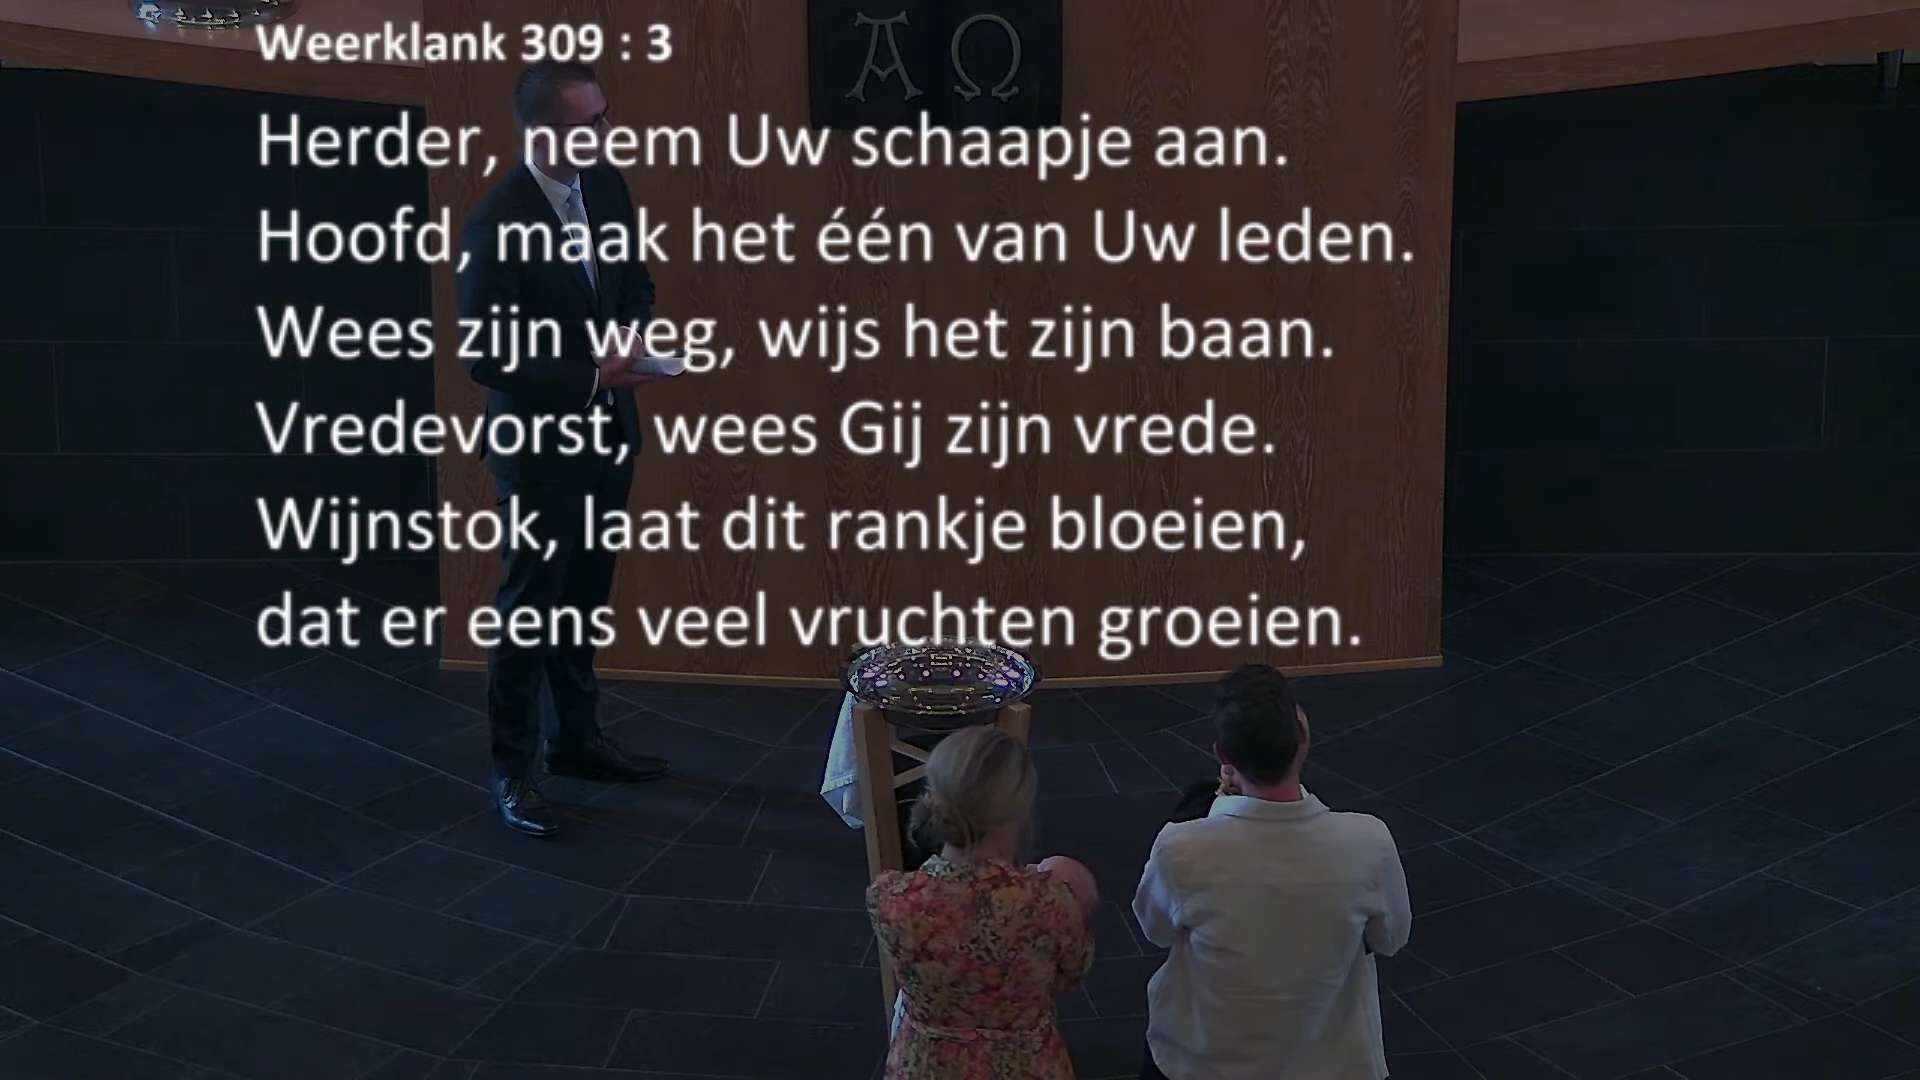 Weerklank 309 : 3
Α Ω
Herder, neem Uw schaapje aan.
Hoofd, maak het één van Uw leden.
Wees zijn weg, wijs het zijn baan.
Vredevorst, wees Gij zijn vrede.
Wijnstok, laat dit rankje bloeien,
dat er eens veel vruchten groeien.